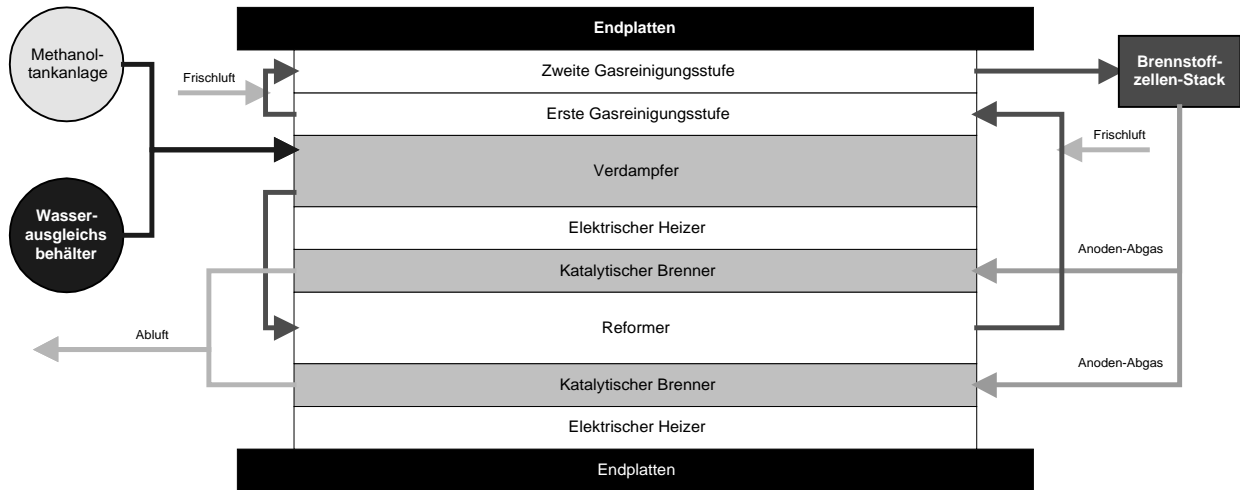 Endplatten
Methanol-
tankanlage
Frischluft
Zweite Gasreinigungsstufe
Brennstoff-
zellen-Stack
Erste Gasreinigungsstufe
Frischluft
Verdampfer
Wasser-
ausgleichs
behälter
Elektrischer Heizer
Katalytischer Brenner
Anoden-Abgas
Abluft
Reformer
Anoden-Abgas
Katalytischer Brenner
Elektrischer Heizer
Endplatten